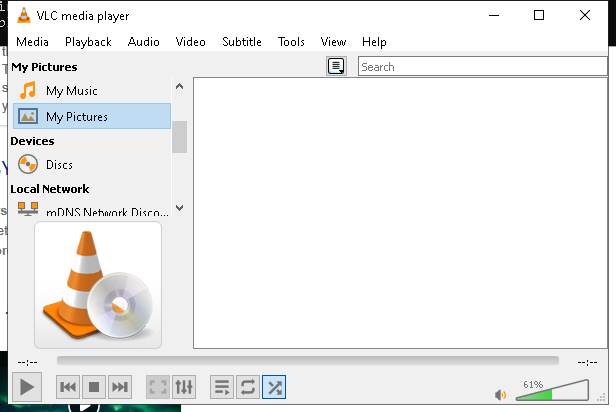 VLC media player
Media Playback Audio Video Subtitle Tools View Help
My Pictures
Search
My Music
My Pictures
Devices
Discs
Local Network
mDNS Network Disco...
--:-- --:--
61%